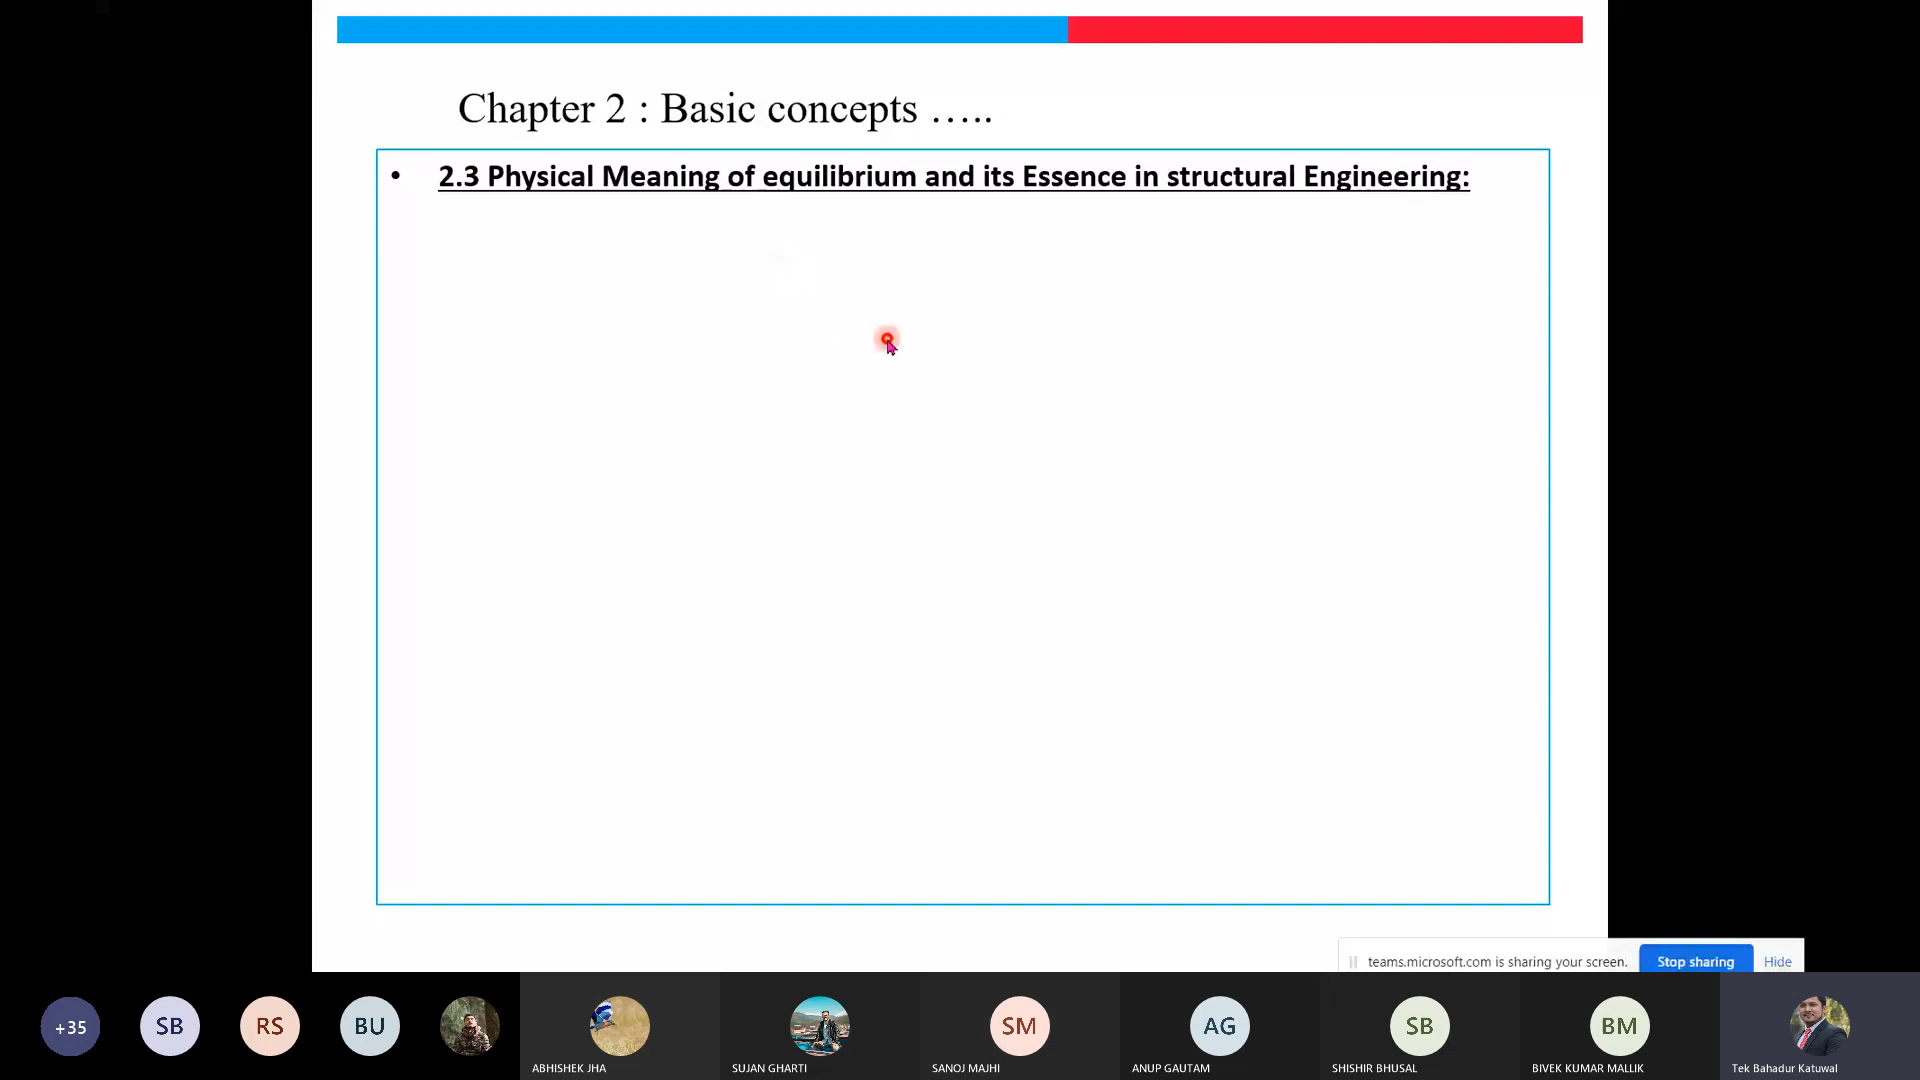 Chapter 2 : Basic concepts .....
• 2.3 Physical Meaning of equilibrium and its Essence in structural Engineering:
teams.microsoft.com is sharing your screen. Stop sharing Hide
+35 SB RS BU SM AG SB BM
ABHISHEK JHA SUJAN GHARTI SANOJ MAJHI ANUP GAUTAM SHISHIR BHUSAL BIVEK KUMAR MALLIK Tek Bahadur Katuwal